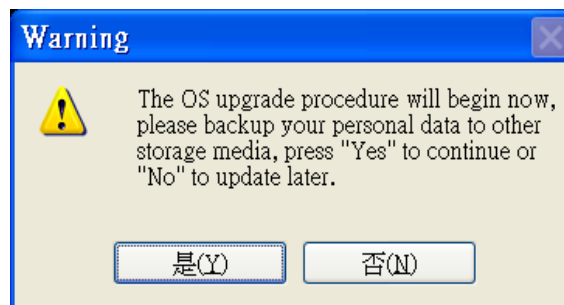 Warning
The OS upgrade procedure will begin now,
please backup your personal data to other
storage media, press "Yes" to continue or
"No" to update later.
是(Y)
否(N)